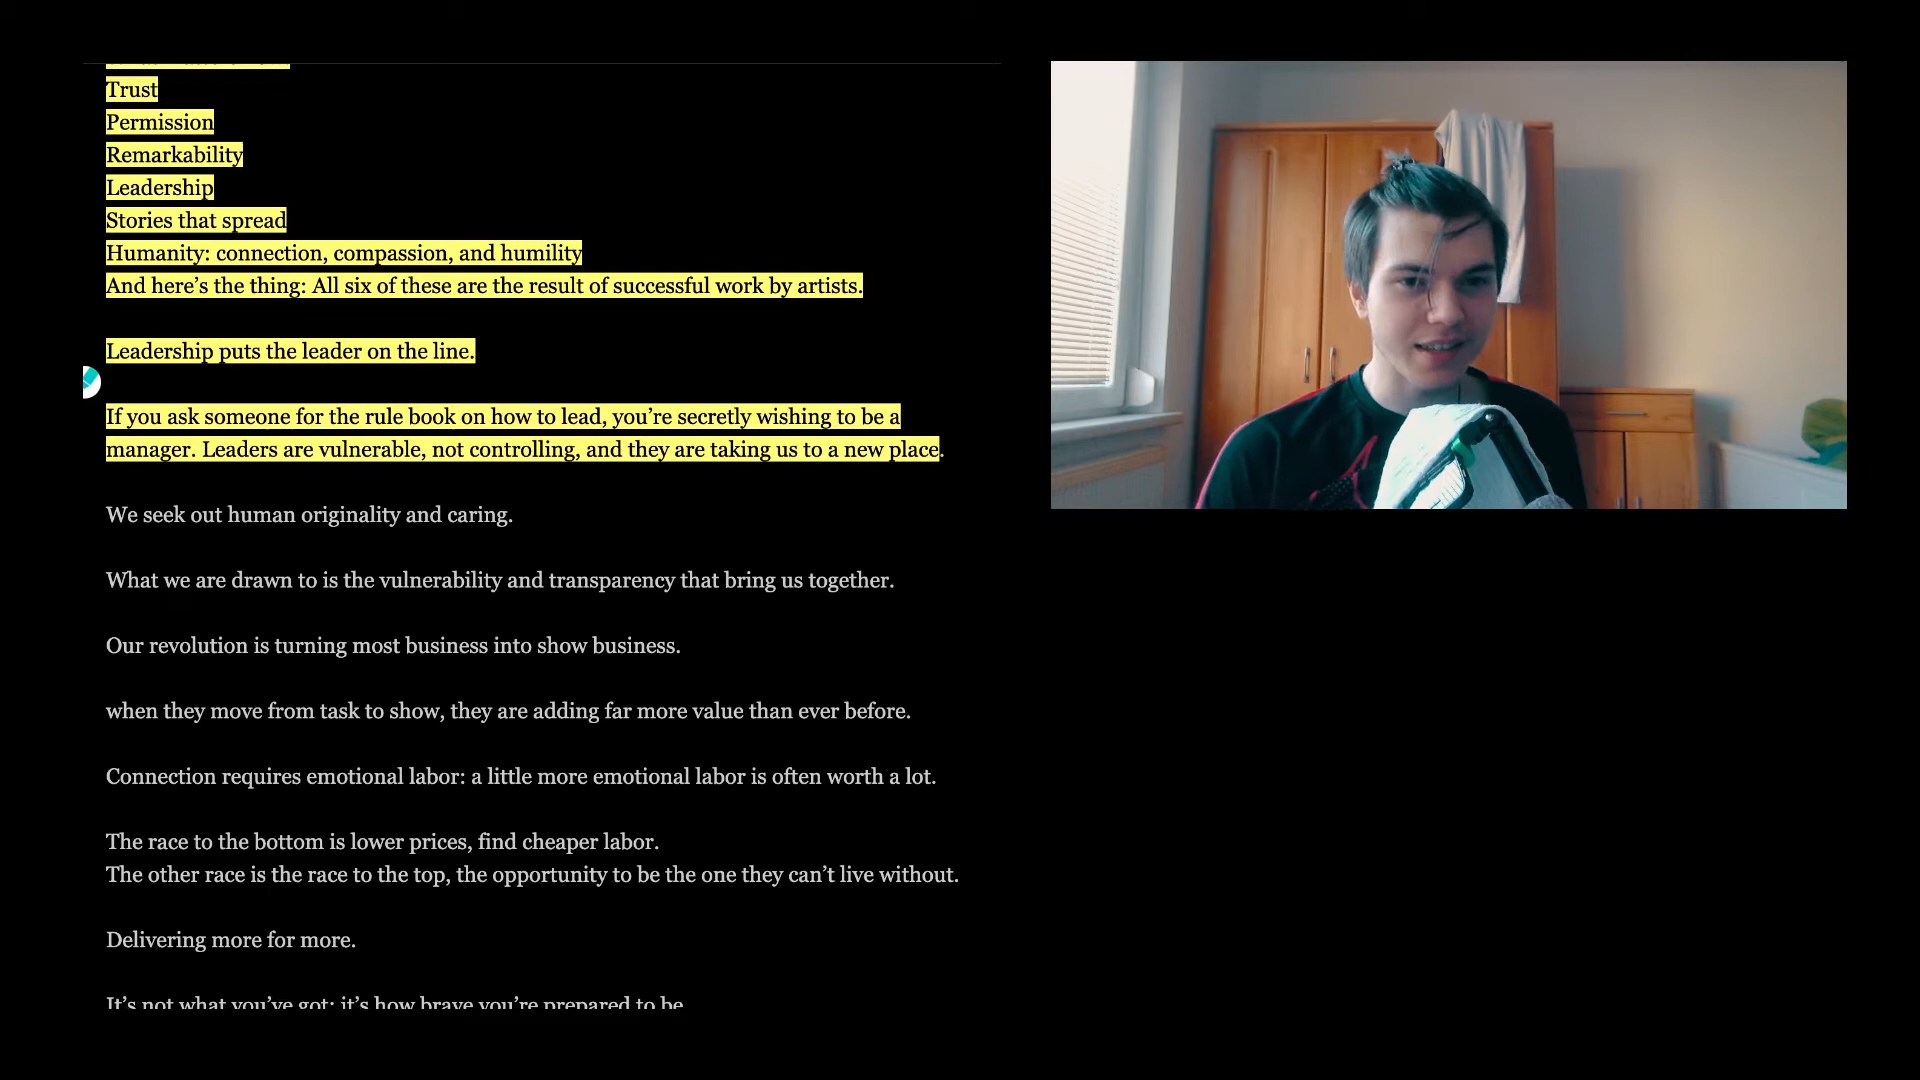 Trust
Permission
Remarkability
Leadership
Stories that spread
Humanity: connection, compassion, and humility
And here’s the thing: All six of these are the result of successful work by artists.
Leadership puts the leader on the line.
If you ask someone for the rule book on how to lead, you’re secretly wishing to be a
manager. Leaders are vulnerable, not controlling, and they are taking us to a new place.
We seek out human originality and caring.
What we are drawn to is the vulnerability and transparency that bring us together.
Our revolution is turning most business into show business.
when they move from task to show, they are adding far more value than ever before.
Connection requires emotional labor: a little more emotional labor is often worth a lot.
The race to the bottom is lower prices, find cheaper labor.
The other race is the race to the top, the opportunity to be the one they can’t live without.
Delivering more for more.
It’s not what you’ve got; it’s how brave you’re prepared to be